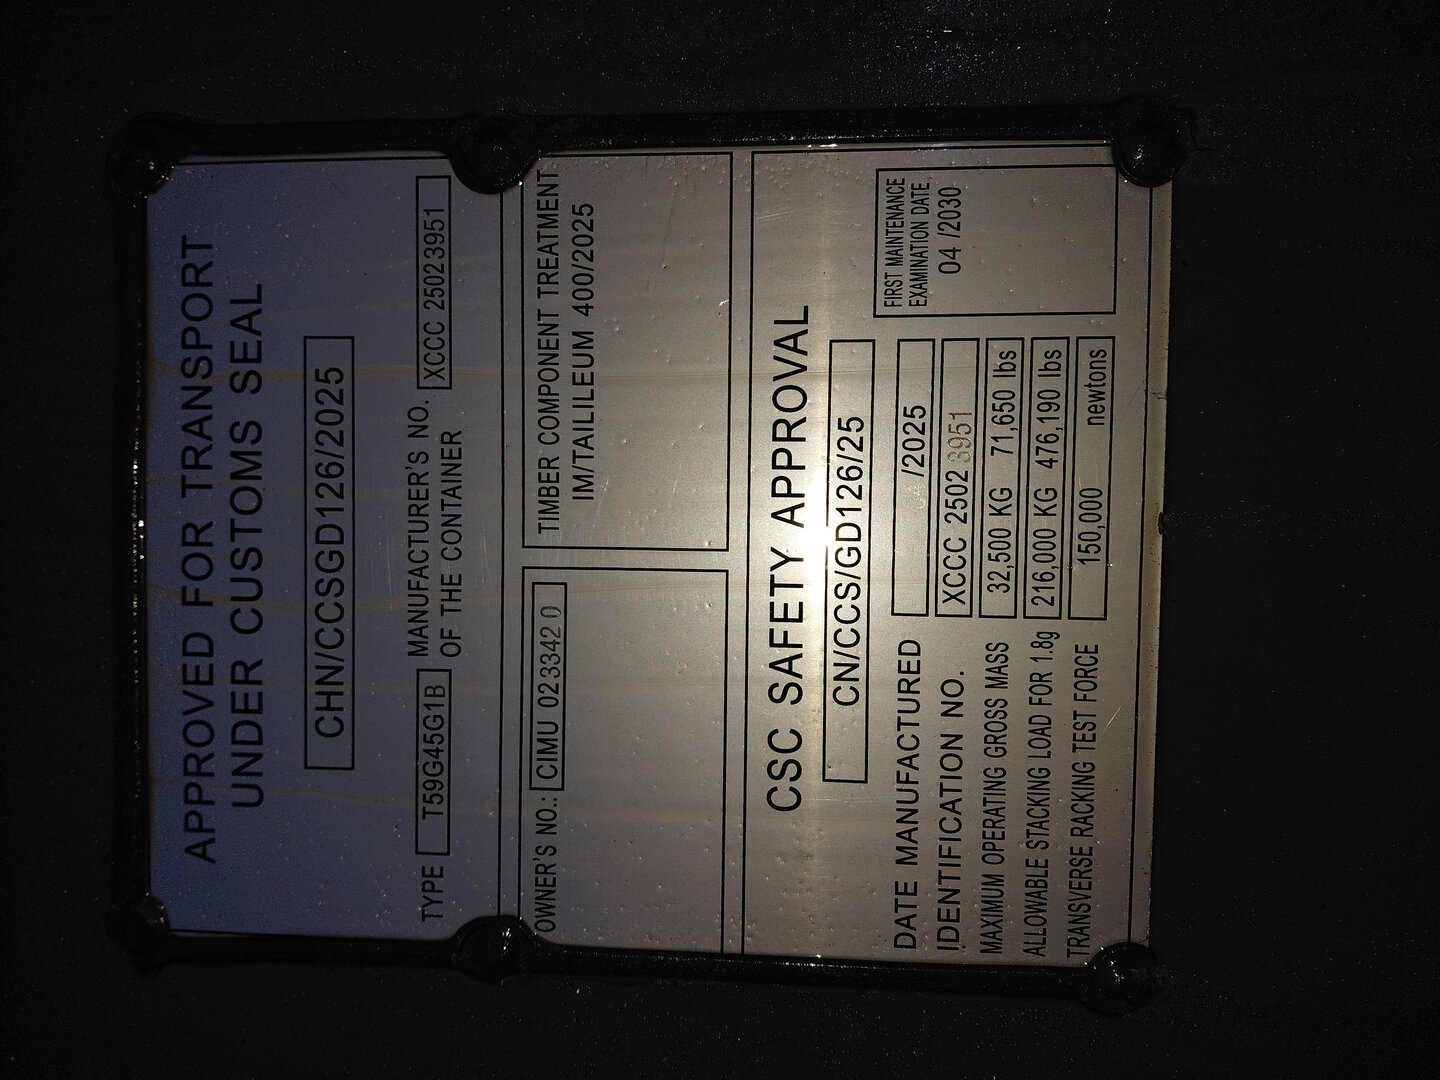 APPROVED FOR TRANSPORT
UNDER CUSTOMS SEAL
CHN/CCSGD126/2025
TYPE T59G45G1B MANUFACTURER'S NO. OF THE CONTAINER XCCC 25023951
OWNER'S NO.: CIMU 0233420
TIMBER COMPONENT TREATMENT
IM/TAILILEUM 400/2025
CSC SAFETY APPROVAL
CN/CCS/GD126/25
DATE MANUFACTURED /2025
IDENTIFICATION NO. XCCC 25023951
MAXIMUM OPERATING GROSS MASS 32,500 KG 71,650 lbs
ALLOWABLE STACKING LOAD FOR 1.8g 216,000 KG 476,190 lbs
TRANSVERSE RACKING TEST FORCE 150,000 newtons
FIRST MAINTENANCE
EXAMINATION DATE
04 /2030